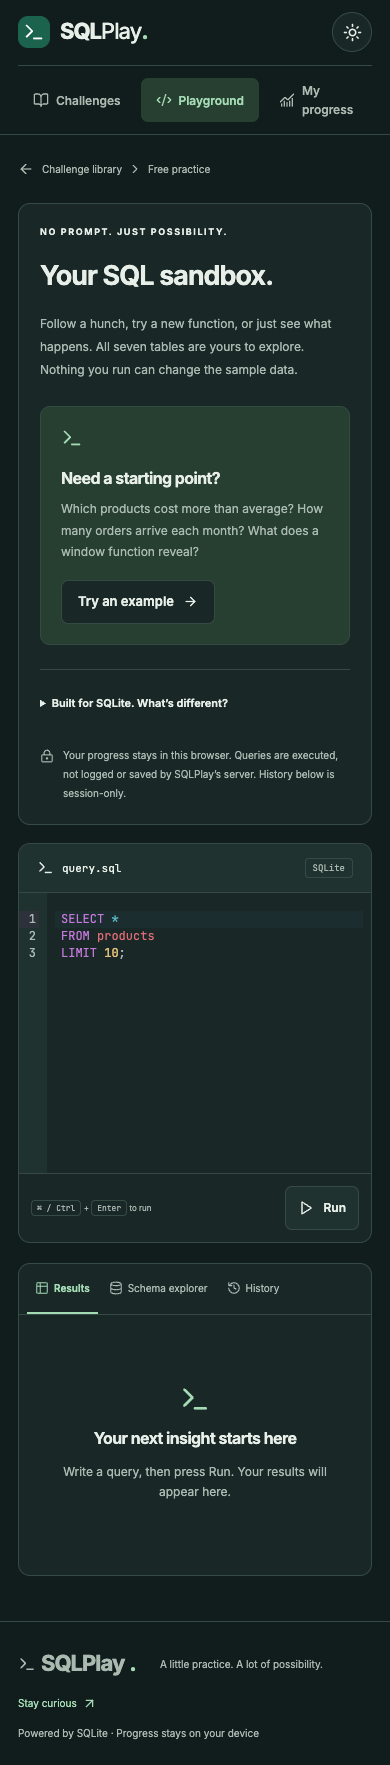 SQLPlay.
Challenges
Playground
My
progress
Challenge library
Free practice
NO PROMPT. JUST POSSIBILITY.
Your SQL sandbox.
Follow a hunch, try a new function, or just see what
happens. All seven tables are yours to explore.
Nothing you run can change the sample data.
Need a starting point?
Which products cost more than average? How
many orders arrive each month? What does a
window function reveal?
Try an example
Built for SQLite. What's different?
Your progress stays in this browser. Queries are executed,
not logged or saved by SQLPlay's server. History below is
session-only.
query.sql
SQLite
1 SELECT *
2 FROM products
3 LIMIT 10;
⌘ / Ctrl + Enter to run
Run
Results
Schema explorer
History
Your next insight starts here
Write a query, then press Run. Your results will
appear here.
SQLPlay.
A little practice. A lot of possibility.
Stay curious
Powered by SQLite · Progress stays on your device